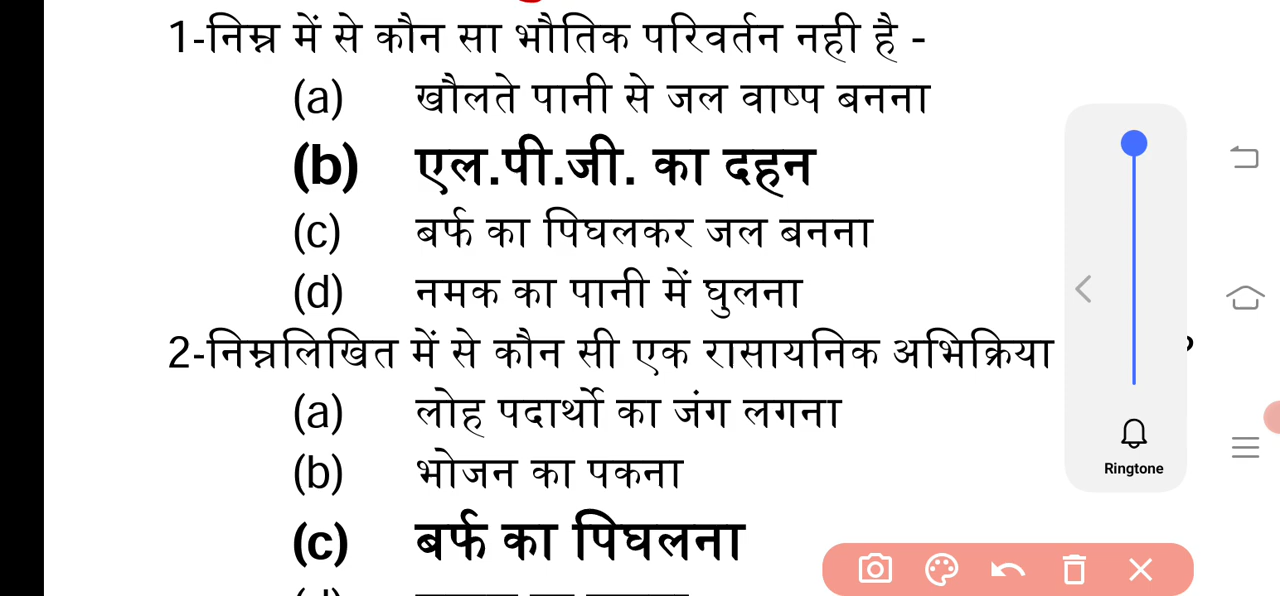 1-निम्न में से कौन सा भौतिक परिवर्तन नही है -
(a) खौलते पानी से जल वाष्प बनना
(b) एल.पी.जी. का दहन
(c) बर्फ का पिघलकर जल बनना
(d) नमक का पानी में घुलना
2-निम्नलिखित में से कौन सी एक रासायनिक अभिक्रिया ?
(a) लोह पदार्थो का जंग लगना
(b) भोजन का पकना
(c) बर्फ का पिघलना
Ringtone